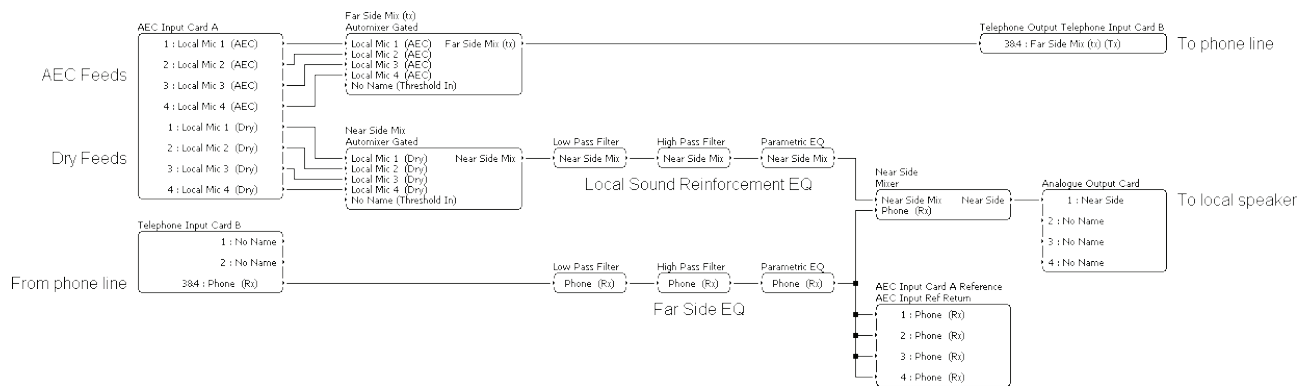 Far Side Mix (tx)
AEC Input Card A
Automixer Gated
Telephone Output Telephone Input Card B
1 : Local Mic 1 (AEC)
2 : Local Mic 2 (AEC)
3 : Local Mic 3 (AEC)
4 : Local Mic 4 (AEC)
1 : Local Mic 1 (Dry)
2 : Local Mic 2 (Dry)
3 : Local Mic 3 (Dry)
4 : Local Mic 4 (Dry)
AEC Feeds
Dry Feeds
Local Mic 1 (AEC) Far Side Mix (tx)
Local Mic 2 (AEC)
Local Mic 3 (AEC)
Local Mic 4 (AEC)
No Name (Threshold In)
3&4 : Far Side Mix (tx) (Tx)
To phone line
Near Side Mix
Automixer Gated
Local Mic 1 (Dry) Near Side Mix
Local Mic 2 (Dry)
Local Mic 3 (Dry)
Local Mic 4 (Dry)
No Name (Threshold In)
Low Pass Filter
Near Side Mix
High Pass Filter
Near Side Mix
Parametric EQ
Near Side Mix
Local Sound Reinforcement EQ
Near Side
Mixer
Near Side Mix Near Side
Phone (Rx)
Analogue Output Card
1 : Near Side
2 : No Name
3 : No Name
4 : No Name
To local speaker
Telephone Input Card B
1 : No Name
2 : No Name
3&4 : Phone (Rx)
From phone line
Low Pass Filter
Phone (Rx)
High Pass Filter
Phone (Rx)
Parametric EQ
Phone (Rx)
Far Side EQ
AEC Input Card A Reference
AEC Input Ref Return
1 : Phone (Rx)
2 : Phone (Rx)
3 : Phone (Rx)
4 : Phone (Rx)